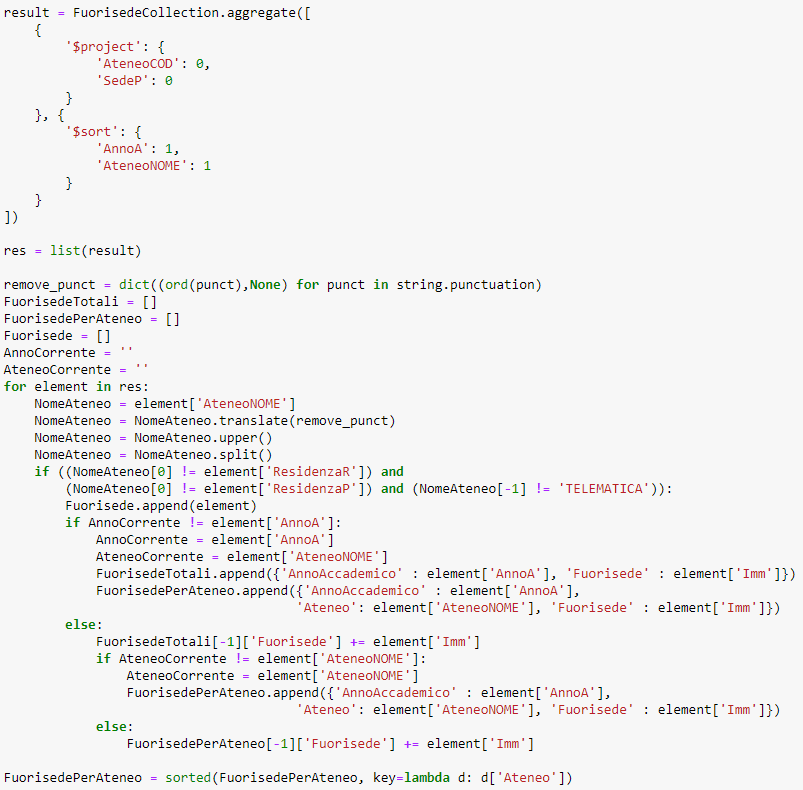 result = FuorisedeCollection.aggregate([
    {
        '$project': {
            'AteneoCOD': 0,
            'SedeP': 0
        }
    }, {
        '$sort': {
            'AnnoA': 1,
            'AteneoNOME': 1
        }
    }
])

res = list(result)

remove_punct = dict((ord(punct),None) for punct in string.punctuation)
FuorisedeTotali = []
FuorisedePerAteneo = []
Fuorisede = []
AnnoCorrente = ''
AteneoCorrente = ''
for element in res:
    NomeAteneo = element['AteneoNOME']
    NomeAteneo = NomeAteneo.translate(remove_punct)
    NomeAteneo = NomeAteneo.upper()
    NomeAteneo = NomeAteneo.split()
    if ((NomeAteneo[0] != element['ResidenzaR']) and
        (NomeAteneo[0] != element['ResidenzaP']) and (NomeAteneo[-1] != 'TELEMATICA')):
        Fuorisede.append(element)
        if AnnoCorrente != element['AnnoA']:
            AnnoCorrente = element['AnnoA']
            AteneoCorrente = element['AteneoNOME']
            FuorisedeTotali.append({'AnnoAccademico' : element['AnnoA'], 'Fuorisede' : element['Imm']})
            FuorisedePerAteneo.append({'AnnoAccademico' : element['AnnoA'],
                                      'Ateneo': element['AteneoNOME'], 'Fuorisede' : element['Imm']})
        else:
            FuorisedeTotali[-1]['Fuorisede'] += element['Imm']
            if AteneoCorrente != element['AteneoNOME']:
                AteneoCorrente = element['AteneoNOME']
                FuorisedePerAteneo.append({'AnnoAccademico' : element['AnnoA'],
                                      'Ateneo': element['AteneoNOME'], 'Fuorisede' : element['Imm']})
            else:
                FuorisedePerAteneo[-1]['Fuorisede'] += element['Imm']

FuorisedePerAteneo = sorted(FuorisedePerAteneo, key=lambda d: d['Ateneo'])